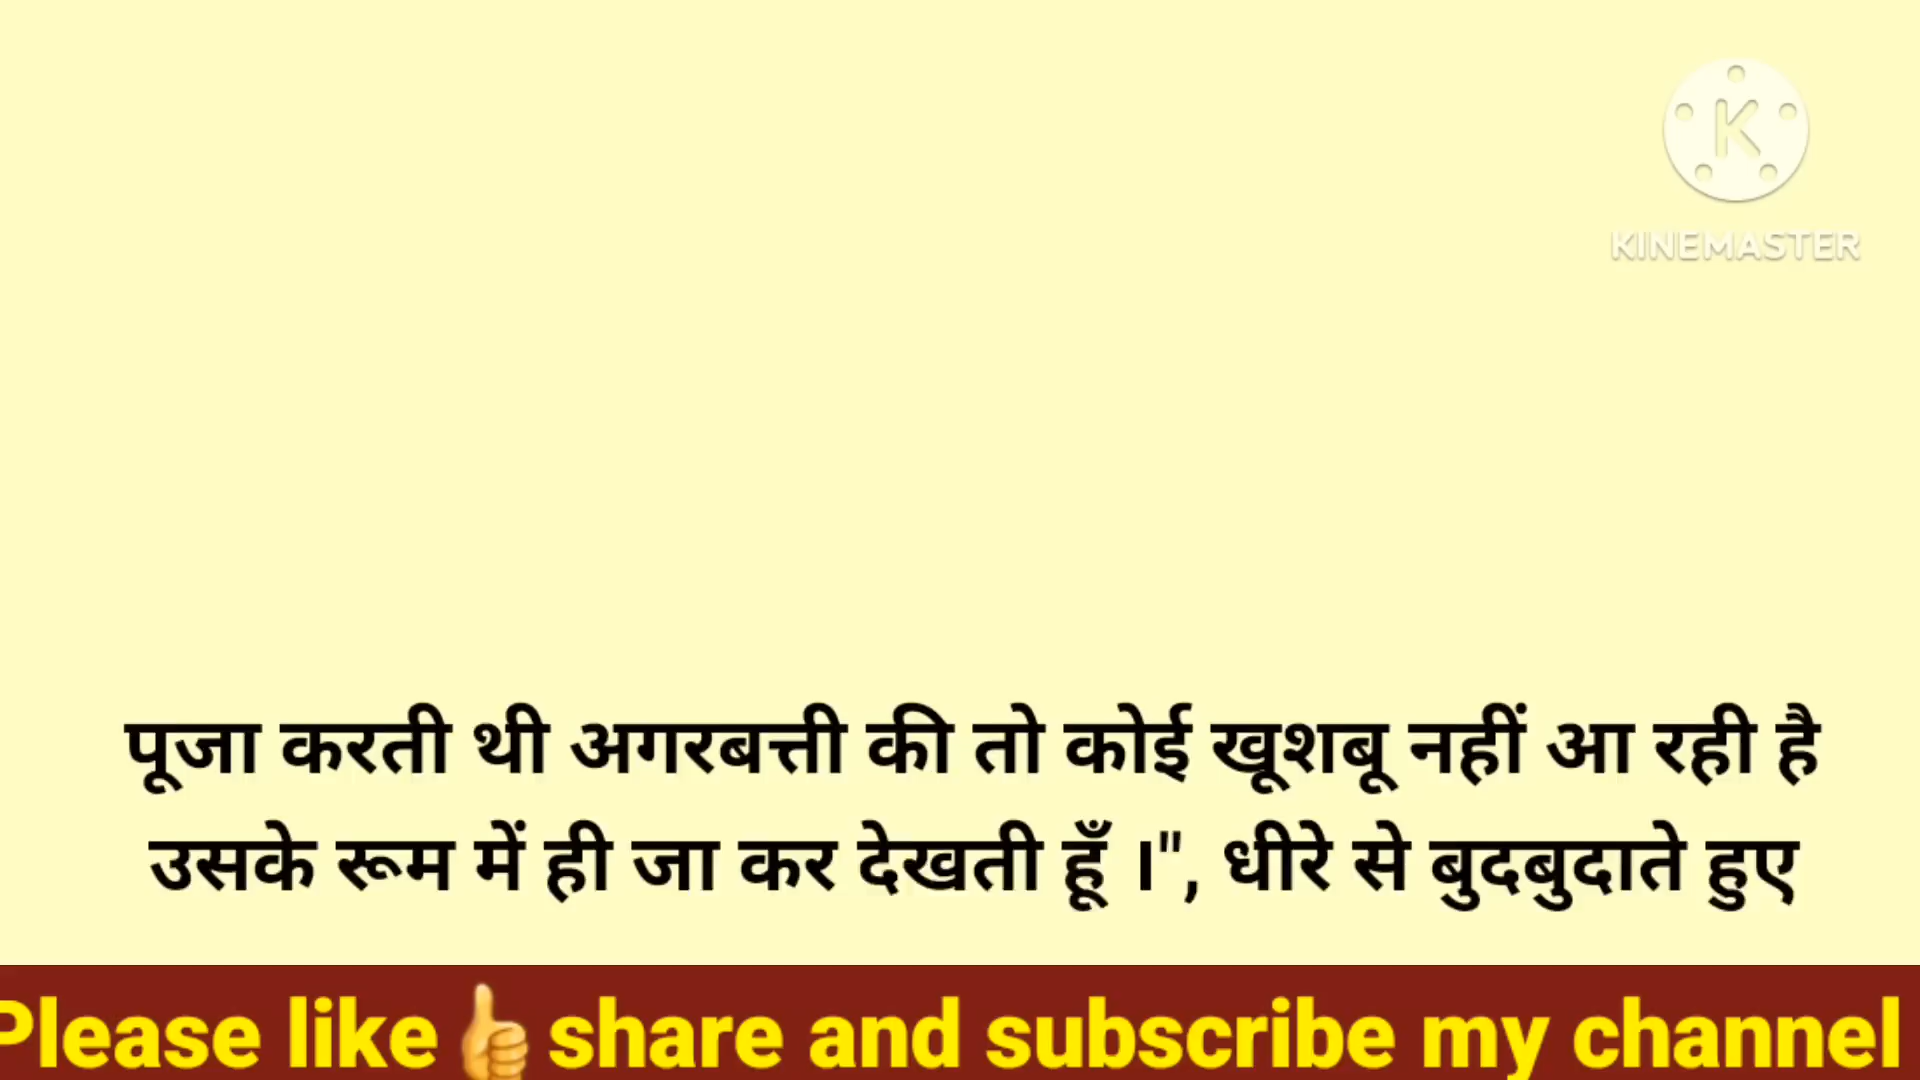 K
KINEMASTER
पूजा करती थी अगरबत्ती की तो कोई खूशबू नहीं आ रही है
उसके रूम में ही जा कर देखती हूँ ।", धीरे से बुदबुदाते हुए
Please like👍share and subscribe my channel